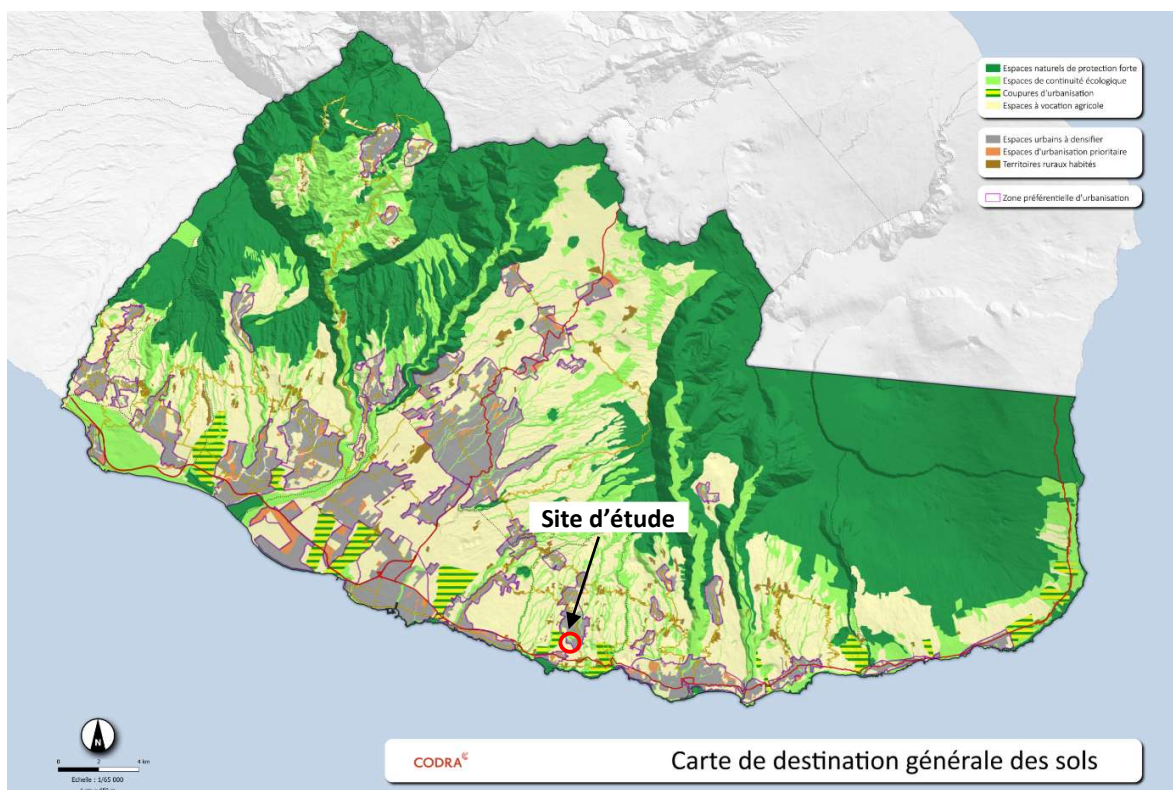 Espaces naturels de protection forte
Espaces de continuité écologique
Coupures d'urbanisation
Espaces à vocation agricole
Espaces urbains à densifier
Espaces d'urbanisation prioritaire
Territoires ruraux habités
Zone préférentielle d'urbanisation
Site d'étude
N
0 2 4 km
Echelle : 1/65 000
CODRA
Carte de destination générale des sols